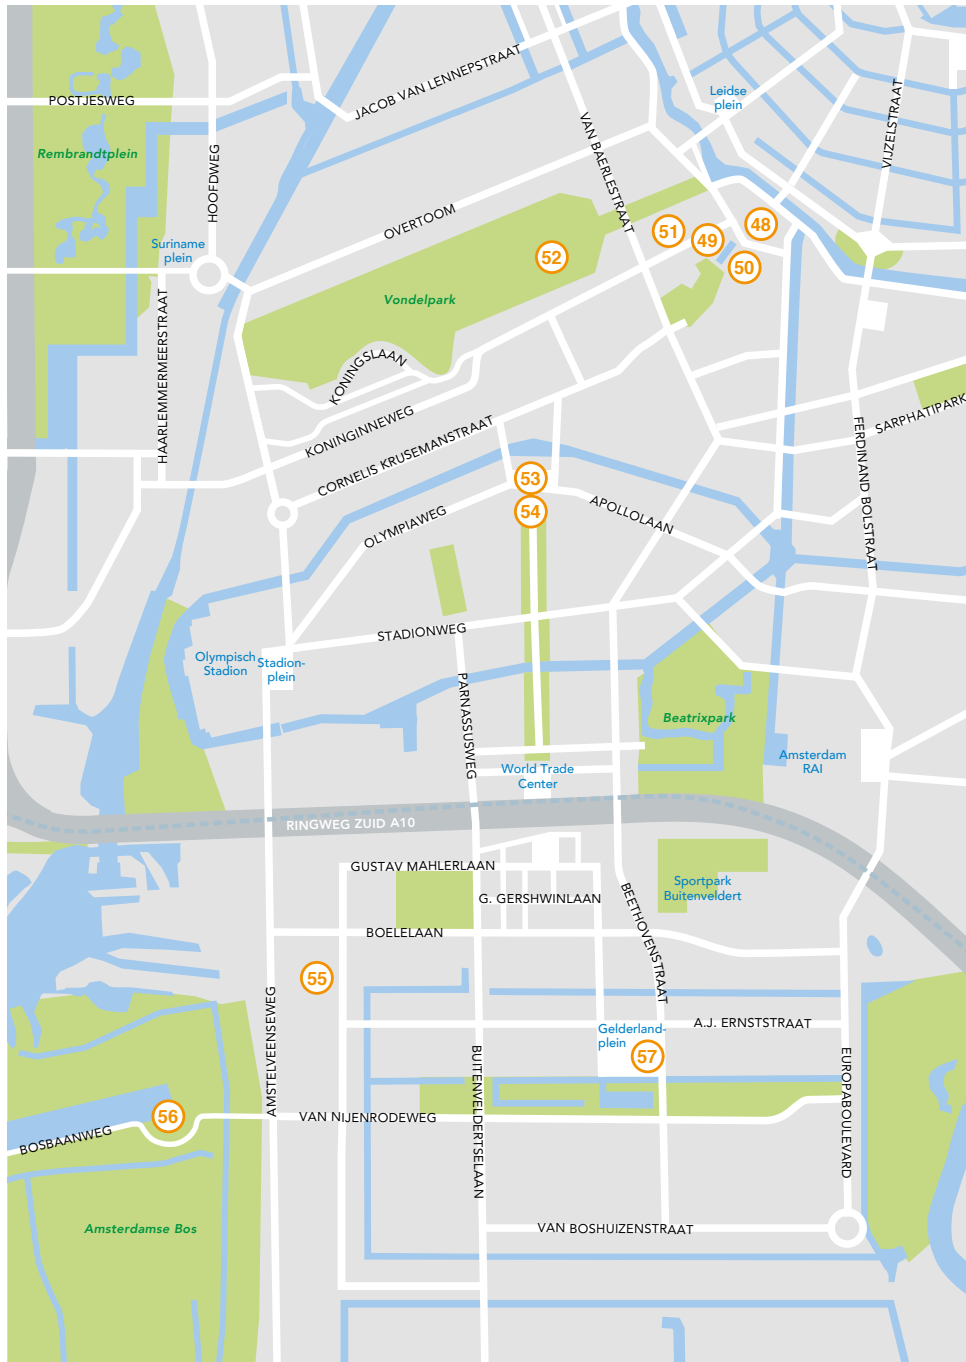 JACOB VAN LENNEPSTRAAT
POSTJESWEG
Leidse
plein
VAN BAERLESTRAAT
VIJZELSTRAAT
Rembrandtplein
HOOFDWEG
OVERTOOM
Suriname
plein
51
49
48
52
50
Vondelpark
HAARLEMMERMEERSTRAAT
KONINGSLAAN
KONINGINNEWEG
SARPHATIPARK
CORNELIS KRUSEMANSTRAAT
FERDINAND BOLSTRAAT
53
54
OLYMPIAWEG
APOLLOLAAN
STADIONWEG
Olympisch
Stadion
Stadion-
plein
PARNASSUSWEG
Beatrixpark
World Trade
Center
Amsterdam
RAI
RINGWEG ZUID A10
GUSTAV MAHLERLAAN
G. GERSHWINLAAN
Sportpark
Buitenveldert
BOELELAAN
BEETHOVENSTRAAT
55
AMSTELVEENSEWEG
A.J. ERNSTSTRAAT
Gelderland-
plein
57
BUITENVELDERTSELAAN
EUROPABOULEVARD
56
BOSBAANWEG
VAN NIJENRODEWEG
Amsterdamse Bos
VAN BOSHUIZENSTRAAT